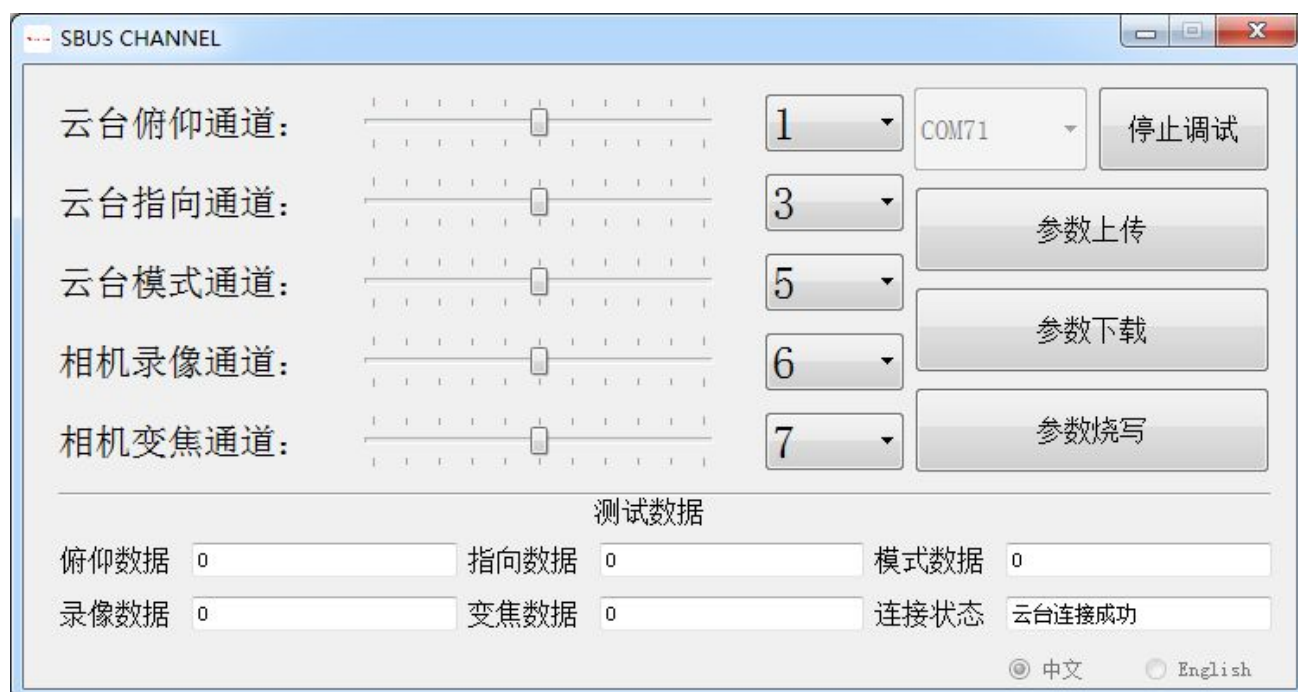 SBUS CHANNEL
云台俯仰通道: 1 COM71 停止调试
云台指向通道: 3 参数上传
云台模式通道: 5 参数下载
相机录像通道: 6
相机变焦通道: 7 参数烧写
测试数据
俯仰数据 0 指向数据 0 模式数据 0
录像数据 0 变焦数据 0 连接状态 云台连接成功
中文 English